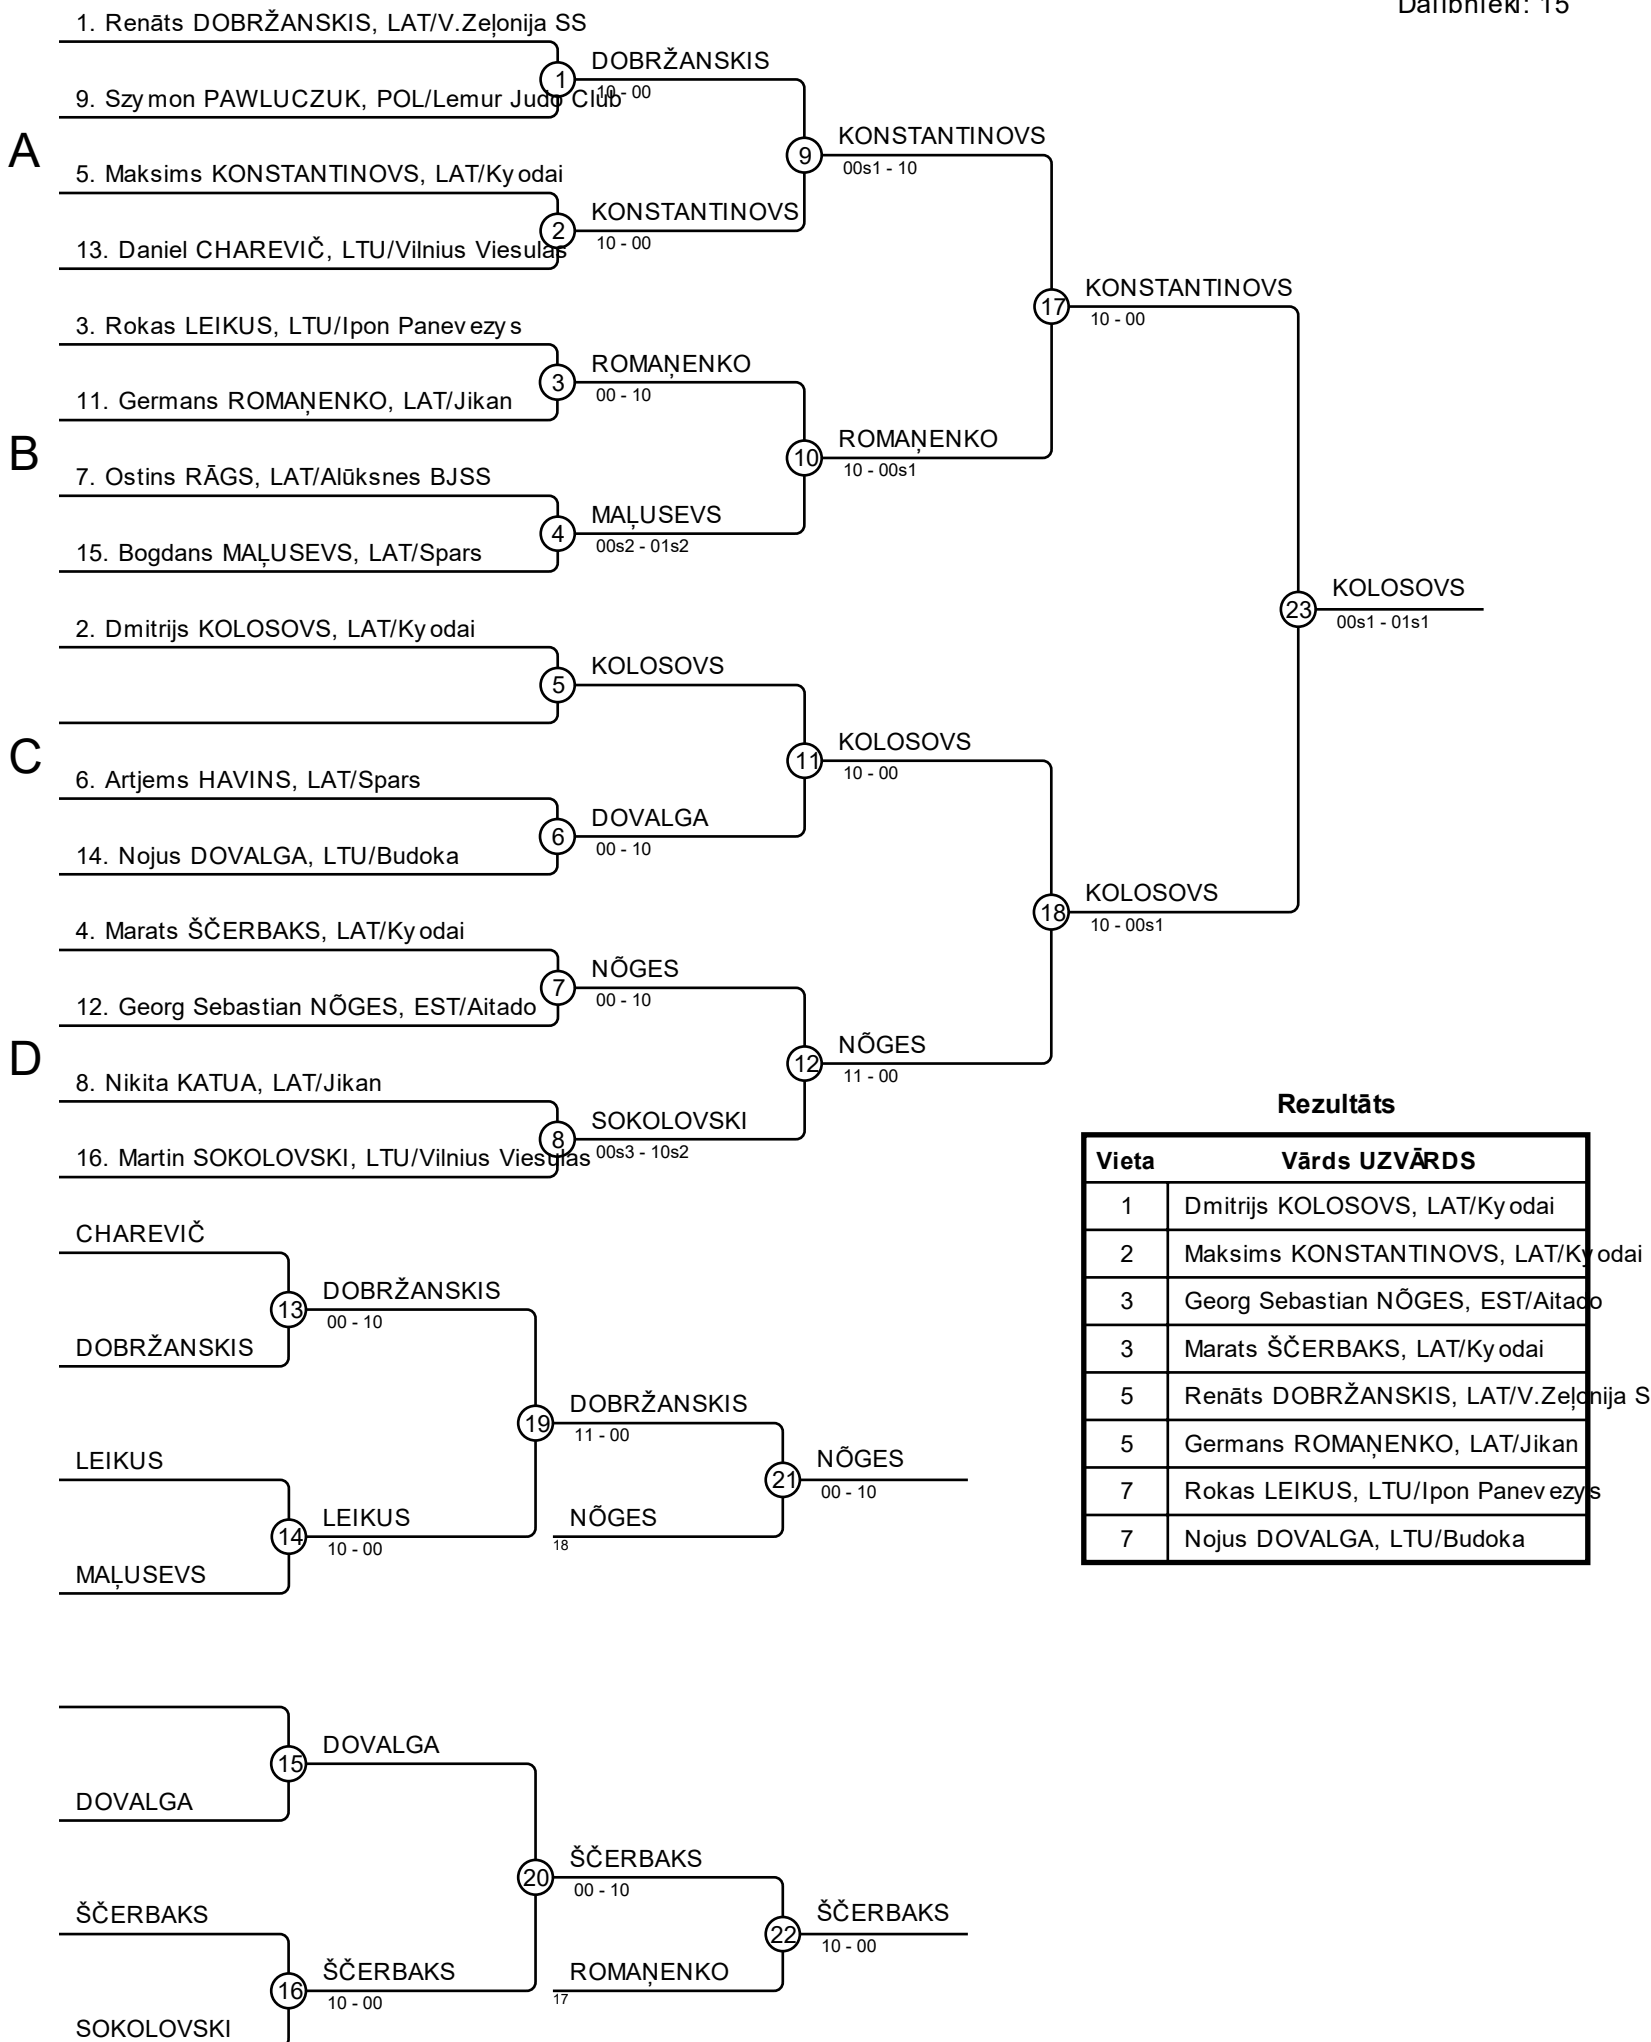 Dalībnieki: 15
1. Renāts DOBRŽANSKIS, LAT/V.Zeļonija SS
1
DOBRŽANSKIS
10 - 00
9. Szymon PAWLUCZUK, POL/Lemur Judo Club
A
9
KONSTANTINOVS
00s1 - 10
5. Maksims KONSTANTINOVS, LAT/Kyodai
2
KONSTANTINOVS
10 - 00
13. Daniel CHAREVIČ, LTU/Vilnius Viesulas
17
KONSTANTINOVS
10 - 00
3. Rokas LEIKUS, LTU/Ipon Panevezys
3
ROMAŅENKO
00 - 10
11. Germans ROMAŅENKO, LAT/Jikan
B
10
ROMAŅENKO
10 - 00s1
7. Ostins RĀGS, LAT/Alūksnes BJSS
4
MAĻUSEVS
00s2 - 01s2
15. Bogdans MAĻUSEVS, LAT/Spars
23
KOLOSOVS
00s1 - 01s1
2. Dmitrijs KOLOSOVS, LAT/Kyodai
5
KOLOSOVS
C
11
KOLOSOVS
10 - 00
6. Artjems HAVINS, LAT/Spars
6
DOVALGA
00 - 10
14. Nojus DOVALGA, LTU/Budoka
18
KOLOSOVS
10 - 00s1
4. Marats ŠČERBAKS, LAT/Kyodai
7
NÕGES
00 - 10
12. Georg Sebastian NÕGES, EST/Aitado
D
12
NÕGES
11 - 00
8. Nikita KATUA, LAT/Jikan
8
SOKOLOVSKI
00s3 - 10s2
16. Martin SOKOLOVSKI, LTU/Vilnius Viesulas
Rezultāts
Vieta Vārds UZVĀRDS
1 Dmitrijs KOLOSOVS, LAT/Kyodai
2 Maksims KONSTANTINOVS, LAT/Kyodai
3 Georg Sebastian NÕGES, EST/Aitado
3 Marats ŠČERBAKS, LAT/Kyodai
5 Renāts DOBRŽANSKIS, LAT/V.Zeļonija S
5 Germans ROMAŅENKO, LAT/Jikan
7 Rokas LEIKUS, LTU/Ipon Panevezys
7 Nojus DOVALGA, LTU/Budoka
CHAREVIČ
13
DOBRŽANSKIS
00 - 10
DOBRŽANSKIS
19
DOBRŽANSKIS
11 - 00
LEIKUS
14
LEIKUS
10 - 00
MAĻUSEVS
21
NÕGES
00 - 10
NÕGES
18
15
DOVALGA
DOVALGA
20
ŠČERBAKS
00 - 10
ŠČERBAKS
16
ŠČERBAKS
10 - 00
SOKOLOVSKI
22
ŠČERBAKS
10 - 00
ROMAŅENKO
17